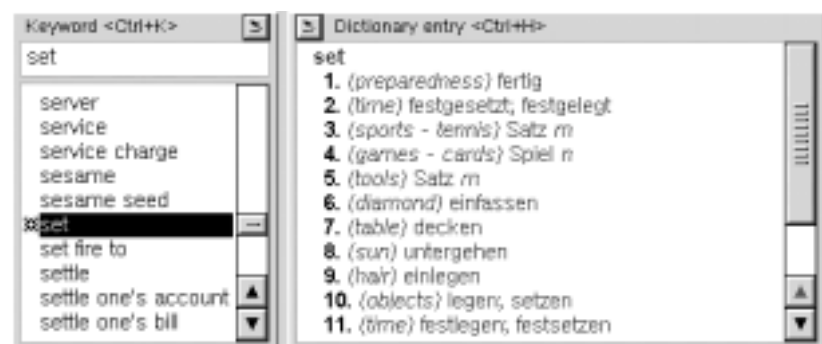 Keyword <Ctrl+K>
set
server
service
service charge
sesame
sesame seed
set
set fire to
settle
settle one's account
settle one's bill
Dictionary entry <Ctrl+H>
set
1. (preparedness) fertig
2. (time) festgesetzt; festgelegt
3. (sports - tennis) Satz m
4. (games - cards) Spiel n
5. (tools) Satz m
6. (diamond) einfassen
7. (table) decken
8. (sun) untergehen
9. (hair) einlegen
10. (objects) legen; setzen
11. (time) festlegen; festsetzen